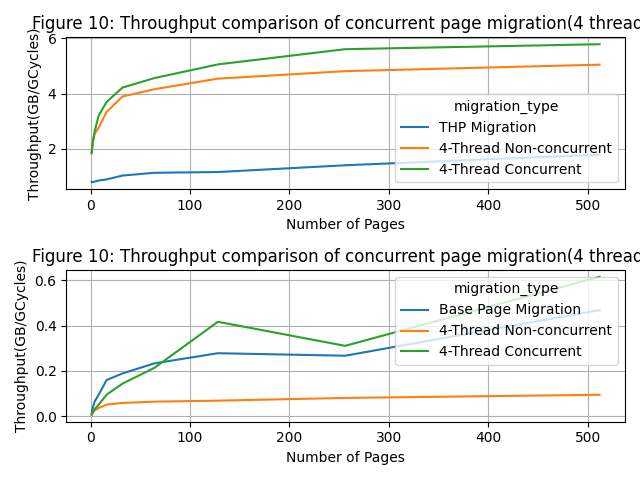 Figure 10: Throughput comparison of concurrent page migration(4 thread
Throughput(GB/GCycles)
6
4
2
migration_type
THP Migration
4-Thread Non-concurrent
4-Thread Concurrent
0 100 200 300 400 500
Number of Pages
Figure 10: Throughput comparison of concurrent page migration(4 thread
Throughput(GB/GCycles)
0.6
0.4
0.2
0.0
migration_type
Base Page Migration
4-Thread Non-concurrent
4-Thread Concurrent
0 100 200 300 400 500
Number of Pages